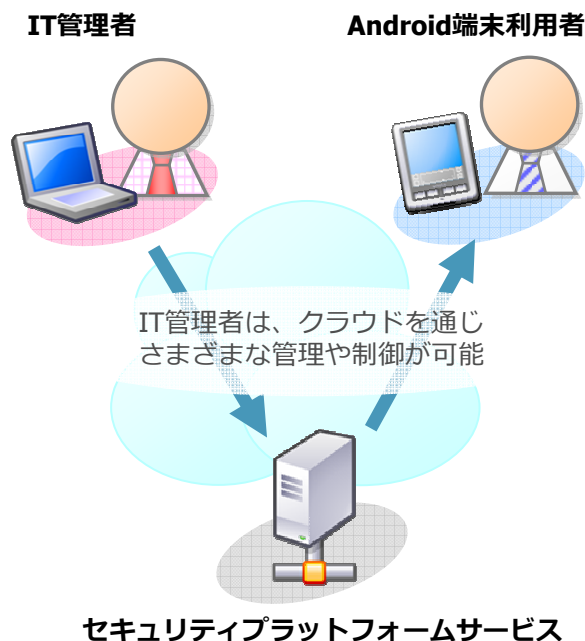 IT管理者
Android端末利用者
IT管理者は、クラウドを通じ
さまざまな管理や制御が可能
セキュリティプラットフォームサービス